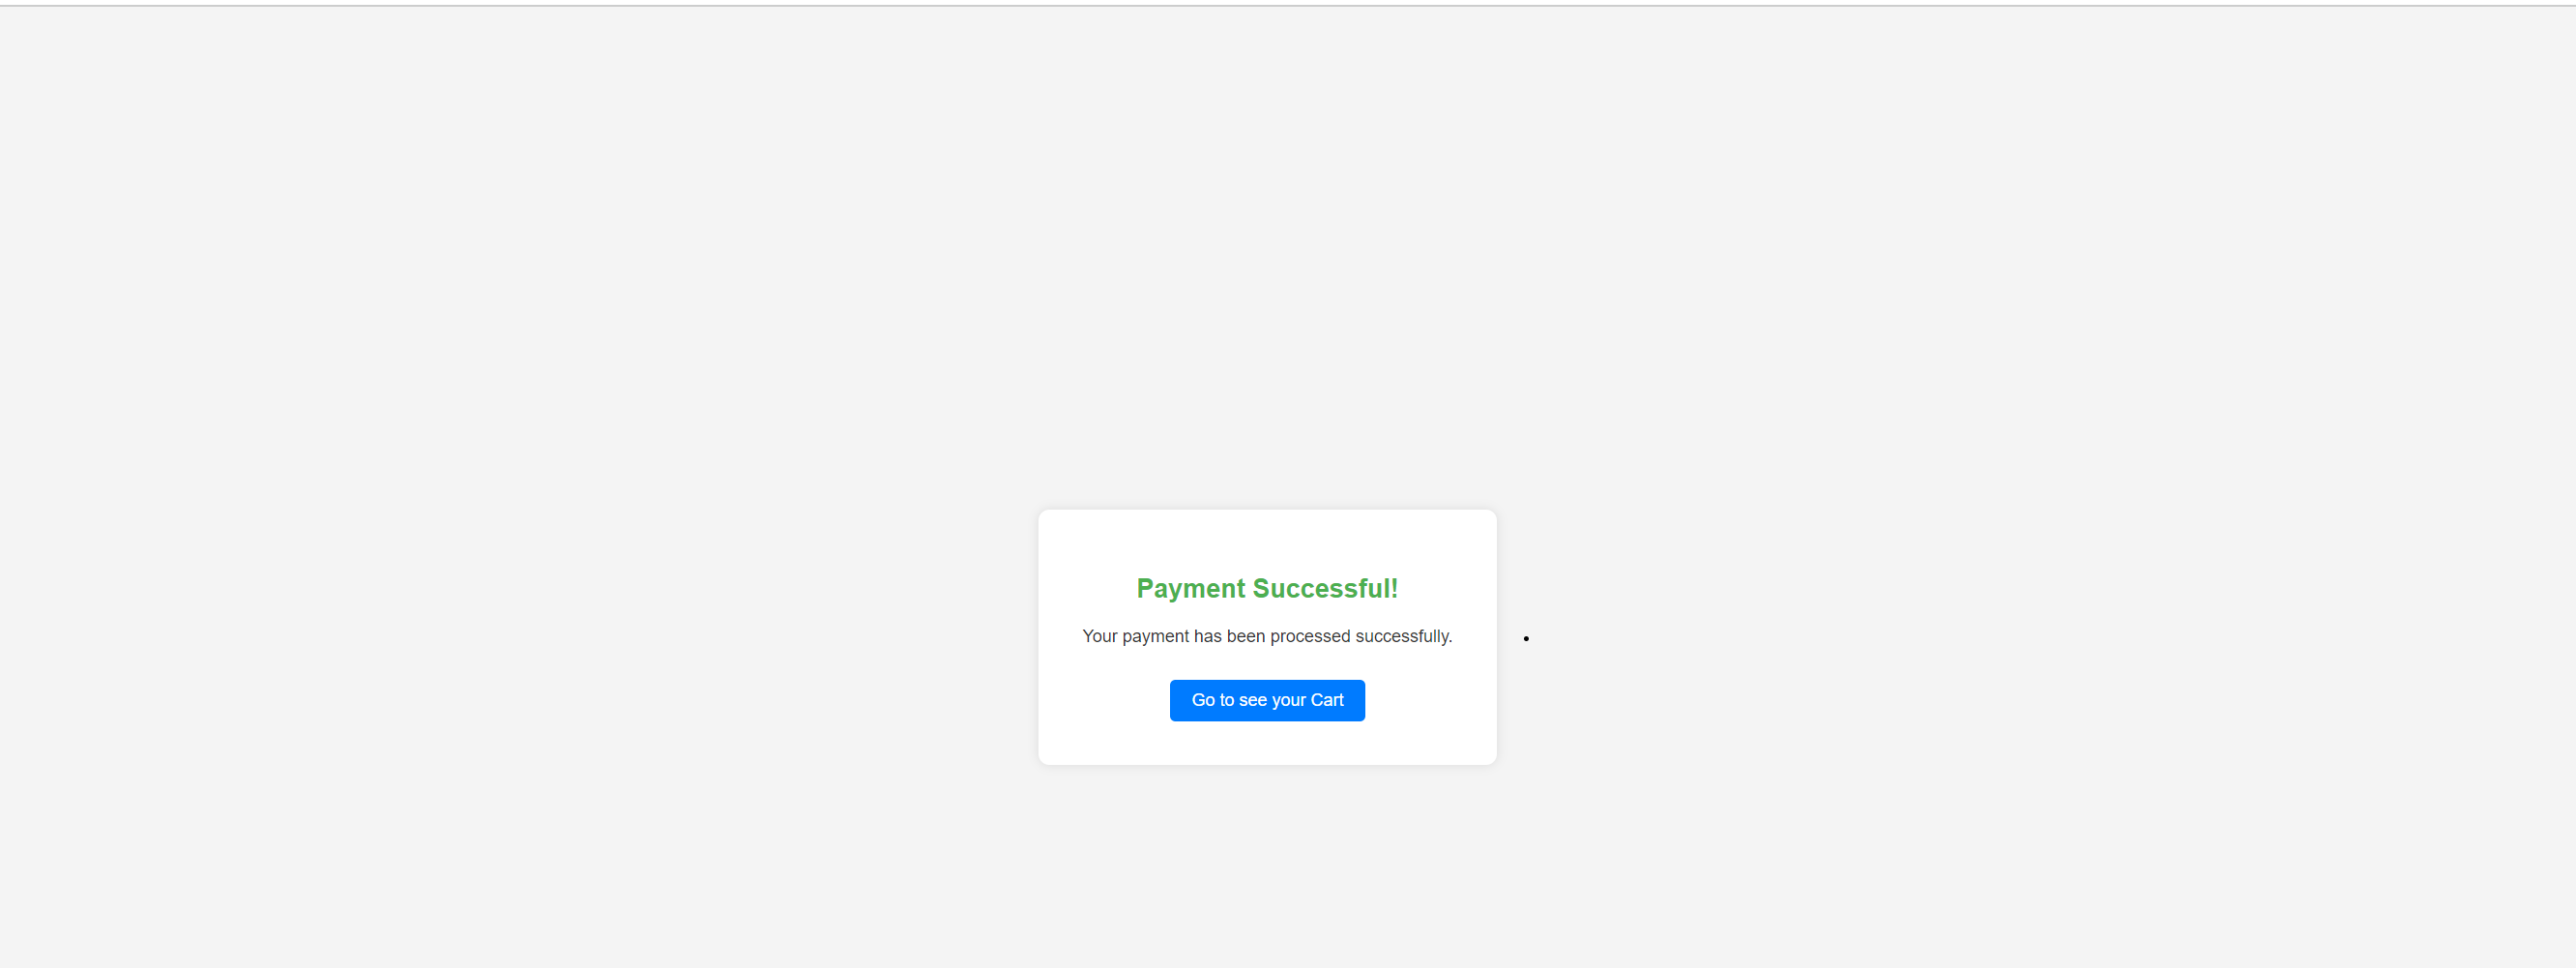 Payment Successful!
Your payment has been processed successfully.
Go to see your Cart